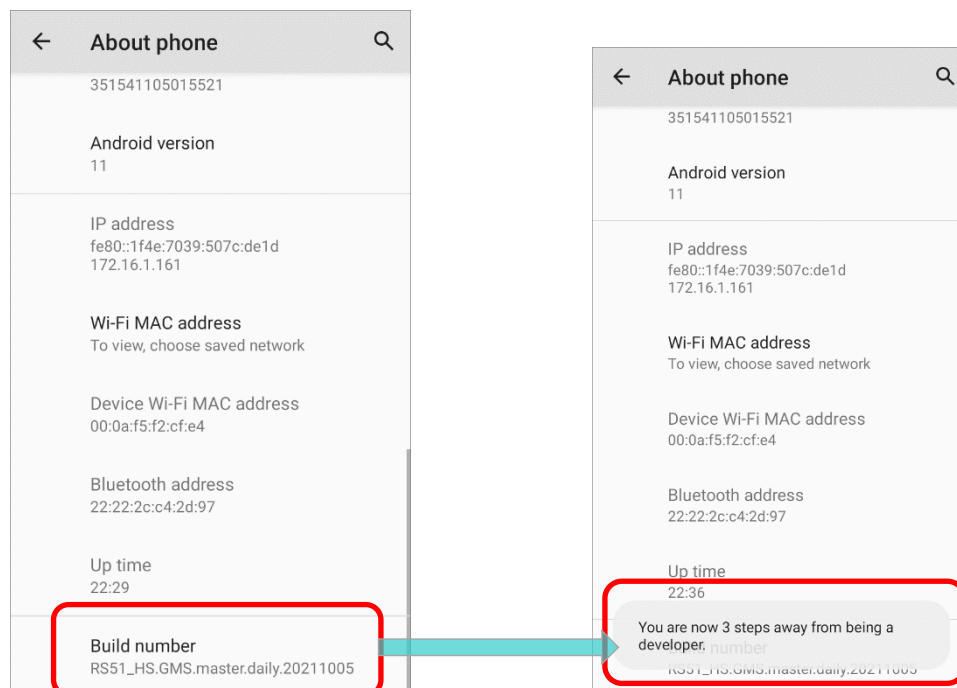 About phone
351541105015521
Android version
11
IP address
fe80::1f4e:7039:507c:de1d
172.16.1.161
Wi-Fi MAC address
To view, choose saved network
Device Wi-Fi MAC address
00:0a:f5:f2:cf:e4
Bluetooth address
22:22:2c:c4:2d:97
Up time
22:29
Build number
RS51_HS.GMS.master.daily.20211005
About phone
351541105015521
Android version
11
IP address
fe80::1f4e:7039:507c:de1d
172.16.1.161
Wi-Fi MAC address
To view, choose saved network
Device Wi-Fi MAC address
00:0a:f5:f2:cf:e4
Bluetooth address
22:22:2c:c4:2d:97
Up time
22:36
You are now 3 steps away from being a
developer.
number
RS51_HS.GMS.master.daily.20211005